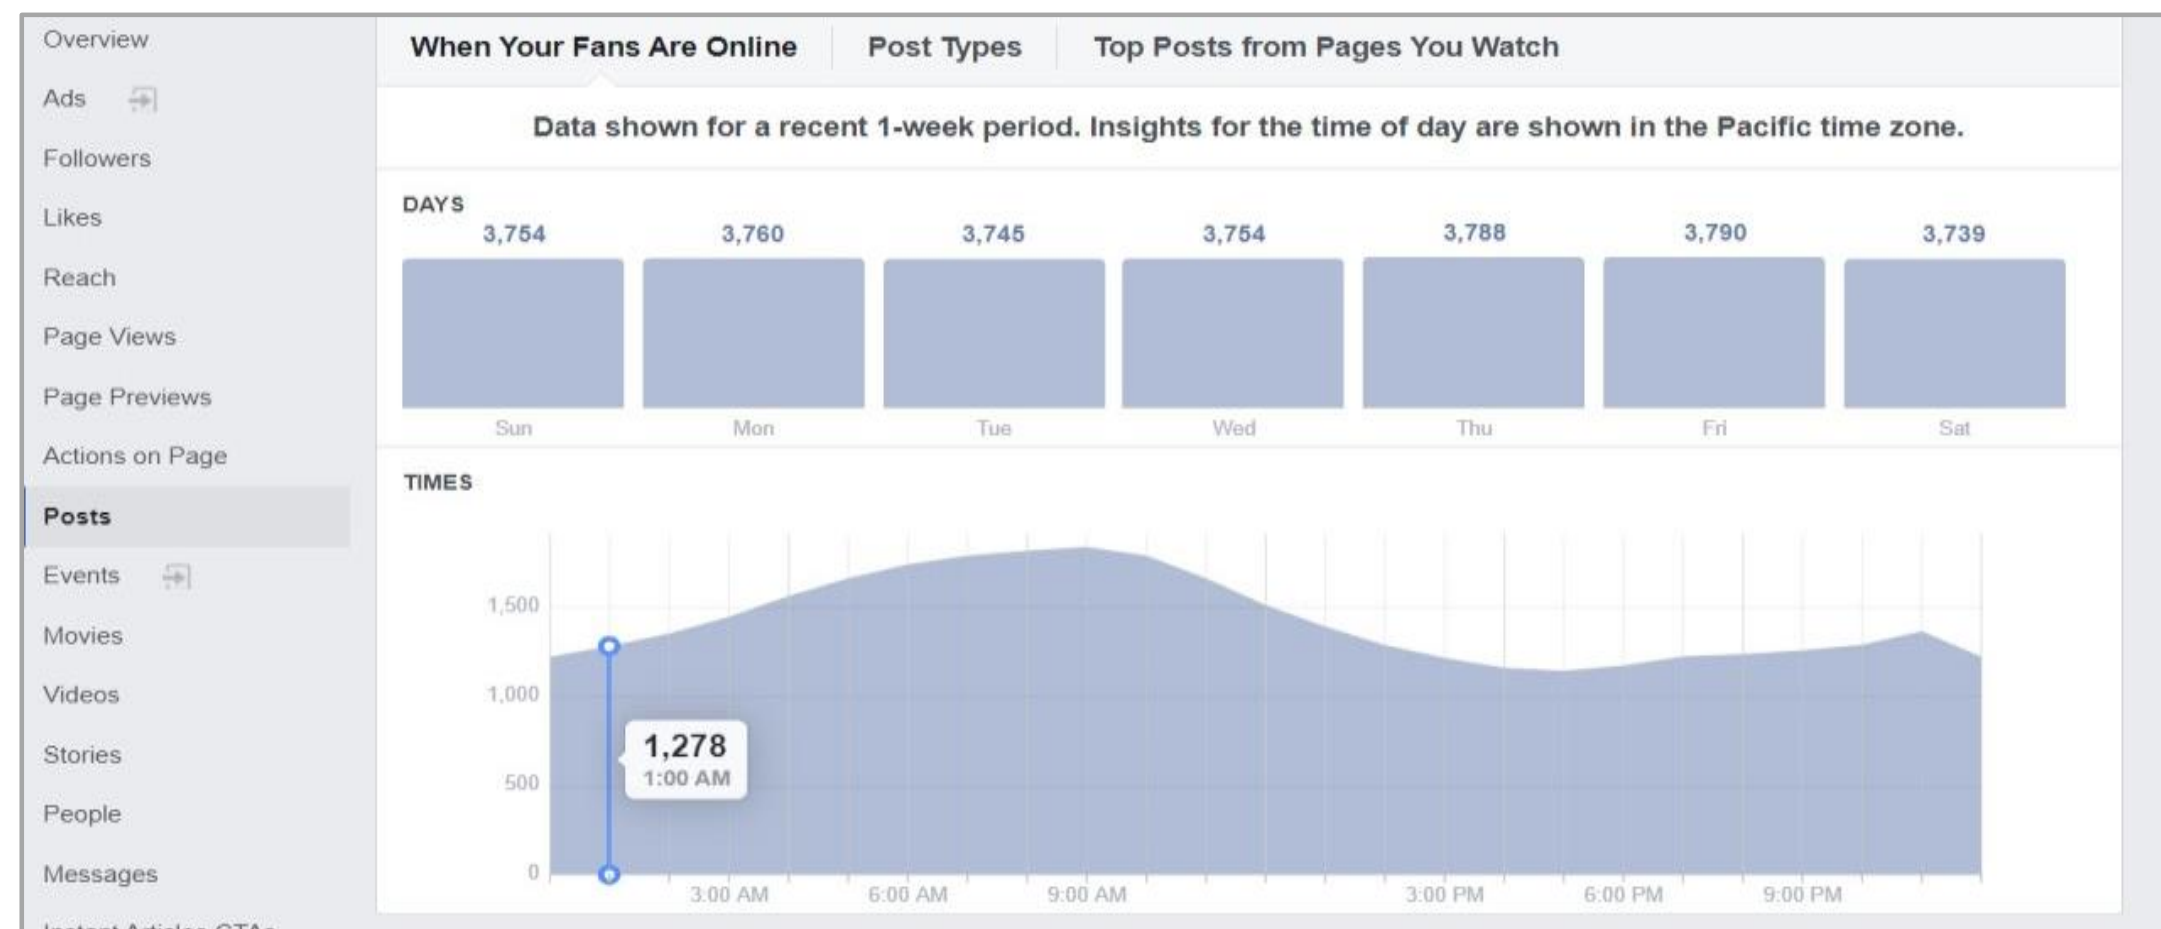 Overview
Ads
Followers
Likes
Reach
Page Views
Page Previews
Actions on Page
Posts
Events
Movies
Videos
Stories
People
Messages
When Your Fans Are Online
Post Types
Top Posts from Pages You Watch
Data shown for a recent 1-week period. Insights for the time of day are shown in the Pacific time zone.
DAYS
3,754 3,760 3,745 3,754 3,788 3,790 3,739
Sun Mon Tue Wed Thu Fri Sat
TIMES
1,500
1,000
500
0
1,278
1:00 AM
3:00 AM 6:00 AM 9:00 AM 3:00 PM 6:00 PM 9:00 PM